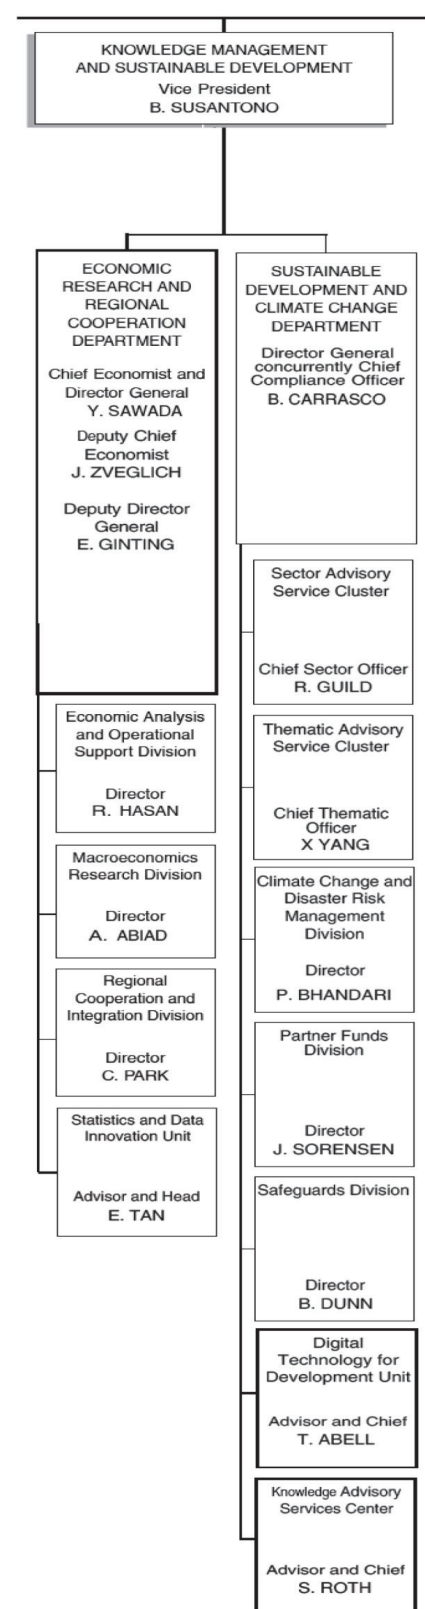 KNOWLEDGE MANAGEMENT
AND SUSTAINABLE DEVELOPMENT
Vice President
B. SUSANTONO
ECONOMIC
RESEARCH AND
REGIONAL
COOPERATION
DEPARTMENT
Chief Economist and
Director General
Y. SAWADA
Deputy Chief
Economist
J. ZVEGLICH
Deputy Director
General
E. GINTING
Economic Analysis
and Operational
Support Division
Director
R. HASAN
Macroeconomics
Research Division
Director
A. ABIAD
Regional
Cooperation and
Integration Division
Director
C. PARK
Statistics and Data
Innovation Unit
Advisor and Head
E. TAN
SUSTAINABLE
DEVELOPMENT AND
CLIMATE CHANGE
DEPARTMENT
Director General
concurrently Chief
Compliance Officer
B. CARRASCO
Sector Advisory
Service Cluster
Chief Sector Officer
R. GUILD
Thematic Advisory
Service Cluster
Chief Thematic
Officer
X YANG
Climate Change and
Disaster Risk
Management
Division
Director
P. BHANDARI
Partner Funds
Division
Director
J. SORENSEN
Safeguards Division
Director
B. DUNN
Digital
Technology for
Development Unit
Advisor and Chief
T. ABELL
Knowledge Advisory
Services Center
Advisor and Chief
S. ROTH